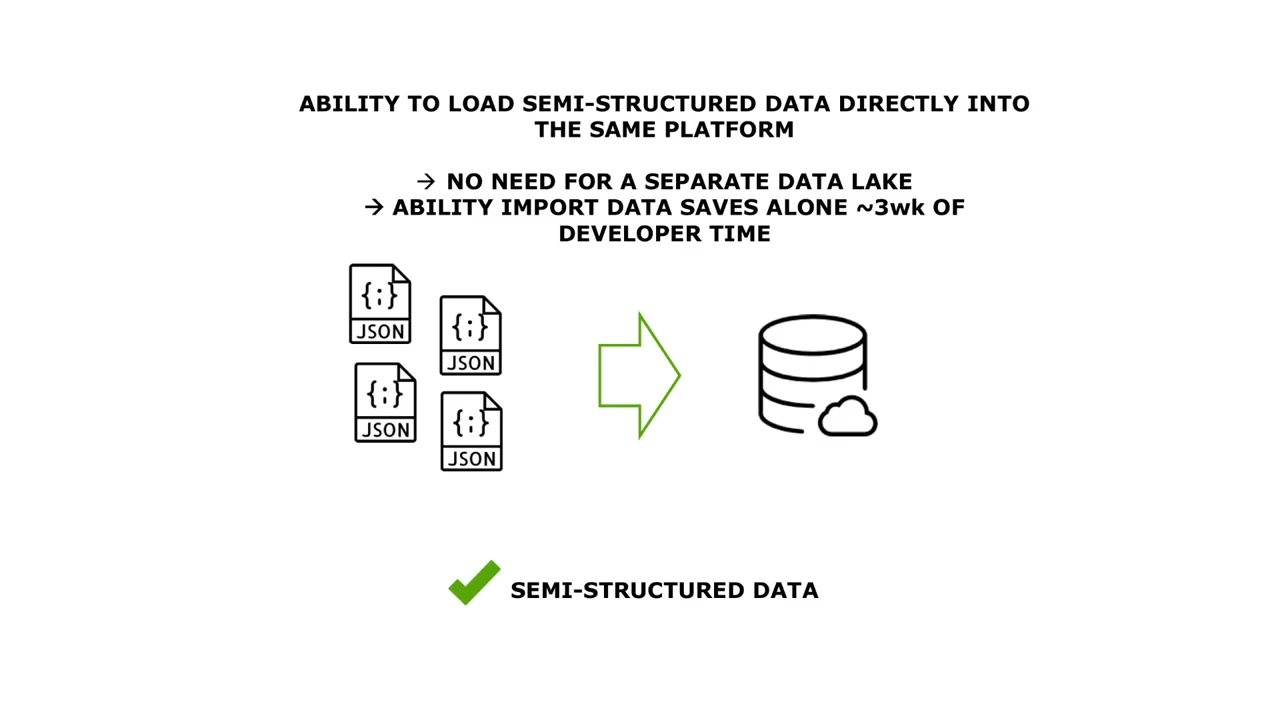 ABILITY TO LOAD SEMI-STRUCTURED DATA DIRECTLY INTO
THE SAME PLATFORM
→ NO NEED FOR A SEPARATE DATA LAKE
→ ABILITY IMPORT DATA SAVES ALONE ~3wk OF
DEVELOPER TIME
{;}
JSON
{;}
JSON
{;}
JSON
{;}
JSON
SEMI-STRUCTURED DATA